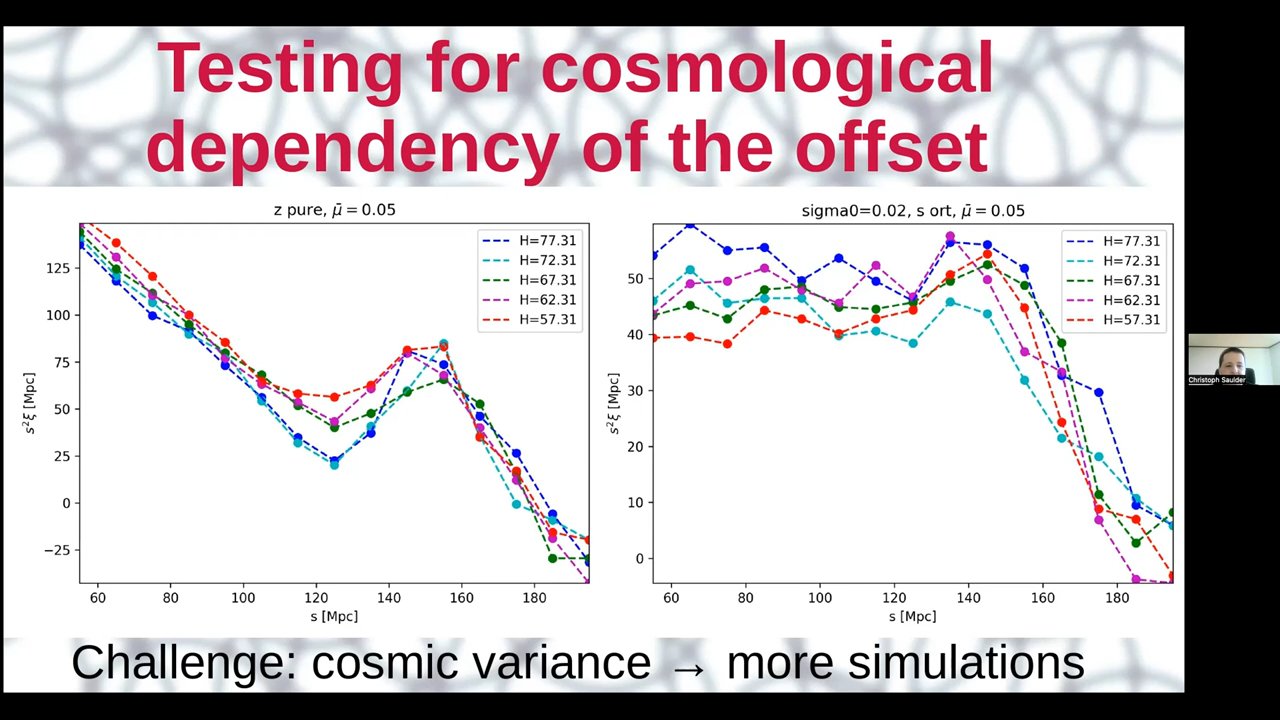 Testing for cosmological
dependency of the offset
z pure, μ̄ = 0.05
H=77.31
H=72.31
H=67.31
H=62.31
H=57.31
s²ξ [Mpc]
125
100
75
50
25
0
−25
60 80 100 120 140 160 180
s [Mpc]
sigma0=0.02, s ort, μ̄ = 0.05
H=77.31
H=72.31
H=67.31
H=62.31
H=57.31
s²ξ [Mpc]
50
40
30
20
10
0
60 80 100 120 140 160 180
s [Mpc]
Christoph Saulder
Challenge: cosmic variance → more simulations